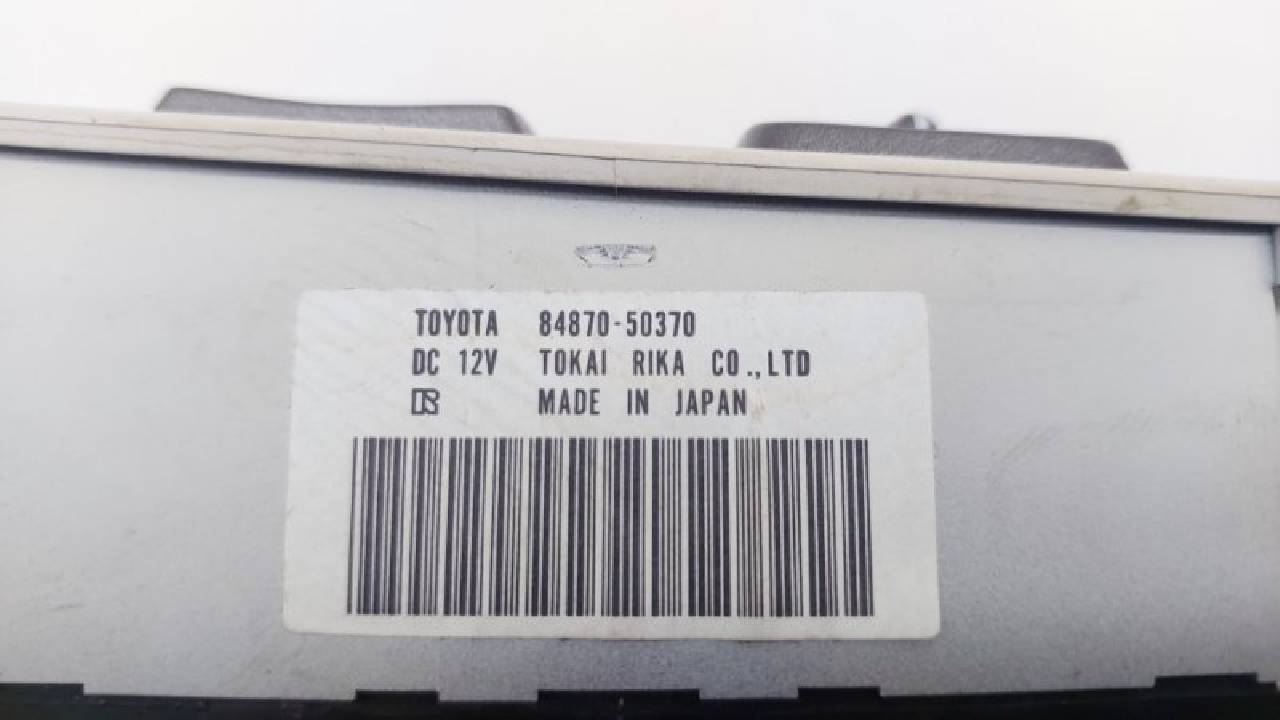 TOYOTA 84870-50370
DC 12V TOKAI RIKA CO.,LTD
MADE IN JAPAN